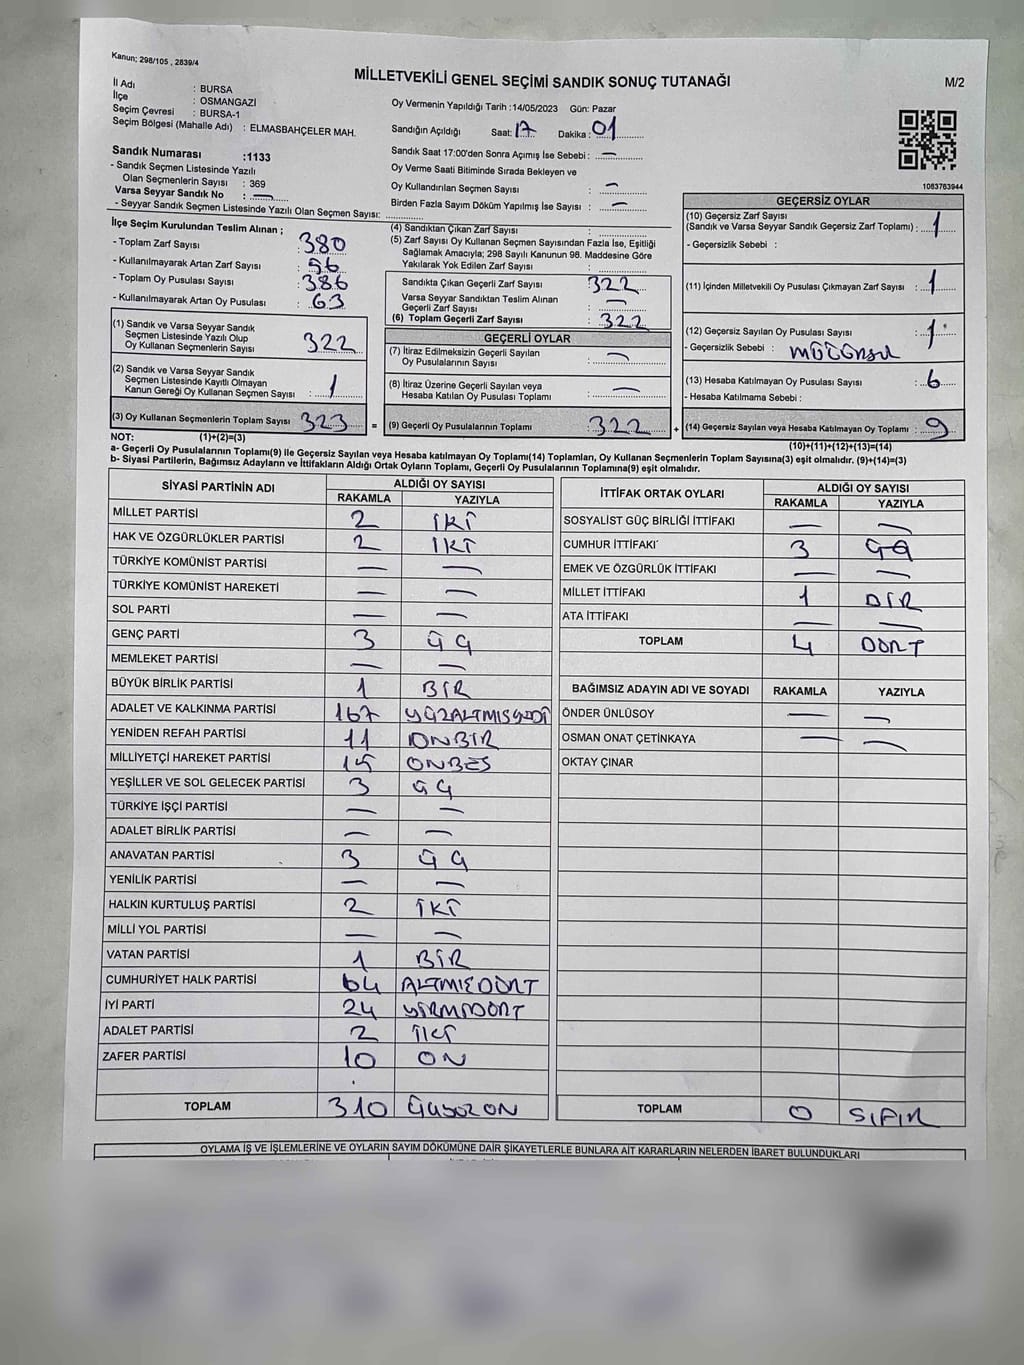 Kanun; 298/105 , 2839/4
MİLLETVEKİLİ GENEL SEÇİMİ SANDIK SONUÇ TUTANAĞI
M/2
İl Adı : BURSA
İlçe : OSMANGAZİ
Seçim Çevresi : BURSA-1
Seçim Bölgesi (Mahalle Adı) : ELMASBAHÇELER MAH.
Oy Vermenin Yapıldığı Tarih :14/05/2023 Gün: Pazar
Sandığın Açıldığı Saat: 17 Dakika: 01
Sandık Saat 17:00'den Sonra Açımış İse Sebebi : —
Oy Verme Saati Bitiminde Sırada Bekleyen ve
Oy Kullandırılan Seçmen Sayısı : —
Birden Fazla Sayım Döküm Yapılmış İse Sayısı : —
1083763944
Sandık Numarası :1133
- Sandık Seçmen Listesinde Yazılı
Olan Seçmenlerin Sayısı : 369
Varsa Seyyar Sandık No : —
- Seyyar Sandık Seçmen Listesinde Yazılı Olan Seçmen Sayısı:
İlçe Seçim Kurulundan Teslim Alınan ;
- Toplam Zarf Sayısı : 380
- Kullanılmayarak Artan Zarf Sayısı : 56
- Toplam Oy Pusulası Sayısı : 386
- Kullanılmayarak Artan Oy Pusulası : 63
(1) Sandık ve Varsa Seyyar Sandık
Seçmen Listesinde Yazılı Olup
Oy Kullanan Seçmenlerin Sayısı 322
(2) Sandık ve Varsa Seyyar Sandık
Seçmen Listesinde Kayıtlı Olmayan
Kanun Gereği Oy Kullanan Seçmen Sayısı : 1
(3) Oy Kullanan Seçmenlerin Toplam Sayısı 323 =
(4) Sandıktan Çıkan Zarf Sayısı :
(5) Zarf Sayısı Oy Kullanan Seçmen Sayısından Fazla İse, Eşitliği
Sağlamak Amacıyla; 298 Sayılı Kanunun 98. Maddesine Göre
Yakılarak Yok Edilen Zarf Sayısı :
Sandıkta Çıkan Geçerli Zarf Sayısı : 322
Varsa Seyyar Sandıktan Teslim Alınan
Geçerli Zarf Sayısı : —
(6) Toplam Geçerli Zarf Sayısı : 322
GEÇERLİ OYLAR
(7) İtiraz Edilmeksizin Geçerli Sayılan
Oy Pusulalarının Sayısı : —
(8) İtiraz Üzerine Geçerli Sayılan veya
Hesaba Katılan Oy Pusulası Toplamı : —
(9) Geçerli Oy Pusulalarının Toplamı : 322 +
GEÇERSİZ OYLAR
(10) Geçersiz Zarf Sayısı
(Sandık ve Varsa Seyyar Sandık Geçersiz Zarf Toplamı) : 1
- Geçersizlik Sebebi :
(11) İçinden Milletvekili Oy Pusulası Çıkmayan Zarf Sayısı : 1
(12) Geçersiz Sayılan Oy Pusulası Sayısı : 1
- Geçersizlik Sebebi :
(13) Hesaba Katılmayan Oy Pusulası Sayısı : 6
- Hesaba Katılmama Sebebi :
(14) Geçersiz Sayılan veya Hesaba Katılmayan Oy Toplamı : 9
NOT: (1)+(2)=(3)
(10)+(11)+(12)+(13)=(14)
a- Geçerli Oy Pusulalarının Toplamı(9) ile Geçersiz Sayılan veya Hesaba katılmayan Oy Toplamı(14) Toplamları, Oy Kullanan Seçmenlerin Toplam Sayısına(3) eşit olmalıdır. (9)+(14)=(3)
b- Siyasi Partilerin, Bağımsız Adayların ve İttifakların Aldığı Ortak Oyların Toplamı, Geçerli Oy Pusulalarının Toplamına(9) eşit olmalıdır.
SİYASİ PARTİNİN ADI ALDIĞI OY SAYISI
RAKAMLA YAZIYLA
MİLLET PARTİSİ 2 İKİ
HAK VE ÖZGÜRLÜKLER PARTİSİ 2 İKİ
TÜRKİYE KOMÜNİST PARTİSİ — —
TÜRKİYE KOMÜNİST HAREKETİ — —
SOL PARTİ — —
GENÇ PARTİ 3 ÜÇ
MEMLEKET PARTİSİ — —
BÜYÜK BİRLİK PARTİSİ 1 BİR
ADALET VE KALKINMA PARTİSİ 167 YÜZALTMIŞYEDİ
YENİDEN REFAH PARTİSİ 11 ONBİR
MİLLİYETÇİ HAREKET PARTİSİ 15 ONBEŞ
YEŞİLLER VE SOL GELECEK PARTİSİ 3 ÜÇ
TÜRKİYE İŞÇİ PARTİSİ — —
ADALET BİRLİK PARTİSİ — —
ANAVATAN PARTİSİ 3 ÜÇ
YENİLİK PARTİSİ — —
HALKIN KURTULUŞ PARTİSİ 2 İKİ
MİLLİ YOL PARTİSİ — —
VATAN PARTİSİ 1 BİR
CUMHURİYET HALK PARTİSİ 64 ALTMIŞDÖRT
İYİ PARTİ 24 YİRMİDÖRT
ADALET PARTİSİ 2 İKİ
ZAFER PARTİSİ 10 ON
TOPLAM 310 ÜÇYÜZON
İTTİFAK ORTAK OYLARI ALDIĞI OY SAYISI
RAKAMLA YAZIYLA
SOSYALİST GÜÇ BİRLİĞİ İTTİFAKI — —
CUMHUR İTTİFAKI 3 ÜÇ
EMEK VE ÖZGÜRLÜK İTTİFAKI — —
MİLLET İTTİFAKI 1 BİR
ATA İTTİFAKI — —
TOPLAM 4 DÖRT
BAĞIMSIZ ADAYIN ADI VE SOYADI RAKAMLA YAZIYLA
ÖNDER ÜNLÜSOY — —
OSMAN ONAT ÇETİNKAYA — —
OKTAY ÇINAR
TOPLAM 0 SIFIR
OYLAMA İŞ VE İŞLEMLERİNE VE OYLARIN SAYIM DÖKÜMÜNE DAİR ŞİKAYETLERLE BUNLARA AİT KARARLARIN NELERDEN İBARET BULUNDUKLARI